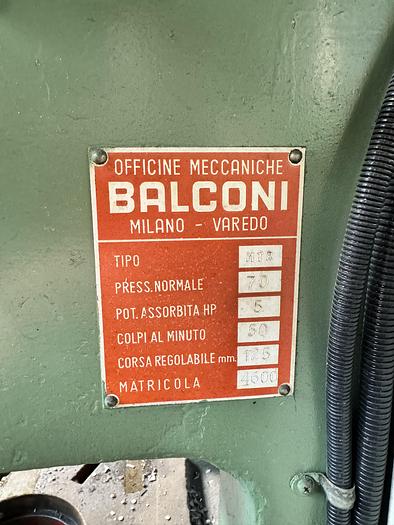 OFFICINE MECCANICHE
BALCONI
MILANO - VAREDO
TIPO
PRESS.NORMALE 70
POT. ASSORBITA HP 5
COLPI AL MINUTO
CORSA REGOLABILE mm. 125
MATRICOLA 4600